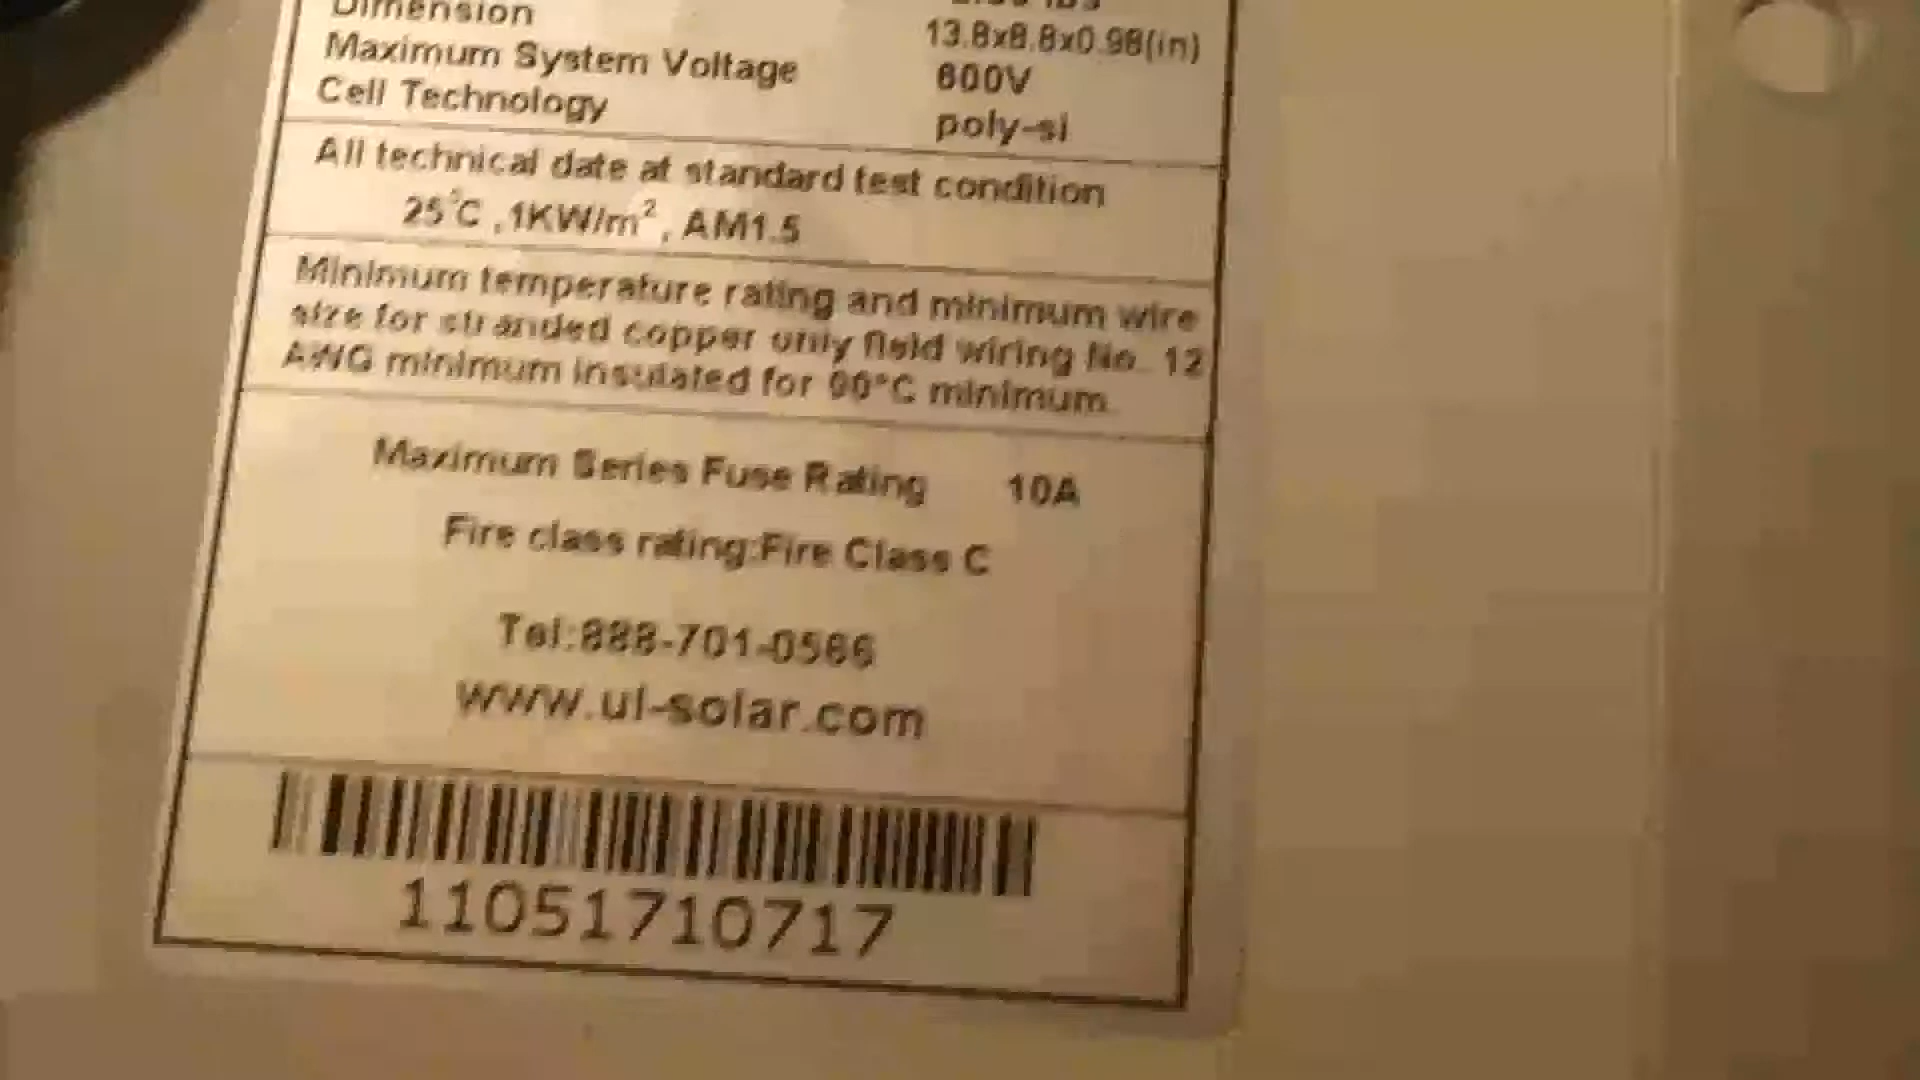 Dimension 13.8x8.8x0.98(in)
Maximum System Voltage 600V
Cell Technology poly-si
All technical date at standard test condition
25°C ,1KW/m², AM1.5
Minimum temperature rating and minimum wire
size for stranded copper only field wiring No. 12
AWG minimum insulated for 90°C minimum.
Maximum Series Fuse Rating 10A
Fire class rating:Fire Class C
Tel:888-701-0586
www.ul-solar.com
11051710717